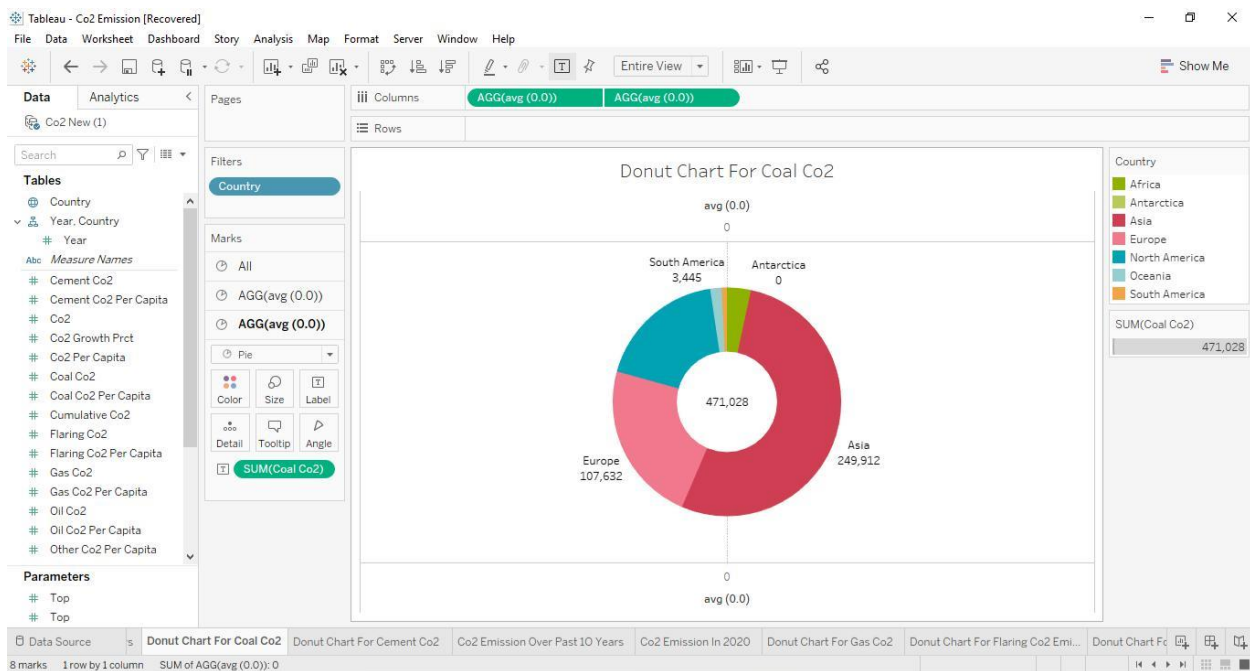 Tableau - Co2 Emission [Recovered]
File Data Worksheet Dashboard Story Analysis Map Format Server Window Help
Entire View
Show Me
Data Analytics
Co2 New (1)
Search
Tables
Country
Year, Country
Year
Abc Measure Names
Cement Co2
Cement Co2 Per Capita
Co2
Co2 Growth Prct
Co2 Per Capita
Coal Co2
Coal Co2 Per Capita
Cumulative Co2
Flaring Co2
Flaring Co2 Per Capita
Gas Co2
Gas Co2 Per Capita
Oil Co2
Oil Co2 Per Capita
Other Co2 Per Capita
Parameters
Top
Top
Pages
Filters
Country
Marks
All
AGG(avg (0.0))
AGG(avg (0.0))
Pie
Color Size Label
Detail Tooltip Angle
SUM(Coal Co2)
Columns AGG(avg (0.0)) AGG(avg (0.0))
Rows
Donut Chart For Coal Co2
avg (0.0)
0
South America
3,445
Antarctica
0
471,028
Asia
249,912
Europe
107,632
0
avg (0.0)
Country
Africa
Antarctica
Asia
Europe
North America
Oceania
South America
SUM(Coal Co2)
471,028
Data Source s Donut Chart For Coal Co2 Donut Chart For Cement Co2 Co2 Emission Over Past 10 Years Co2 Emission In 2020 Donut Chart For Gas Co2 Donut Chart For Flaring Co2 Emi... Donut Chart Fo
8 marks 1 row by 1 column SUM of AGG(avg (0.0)): 0